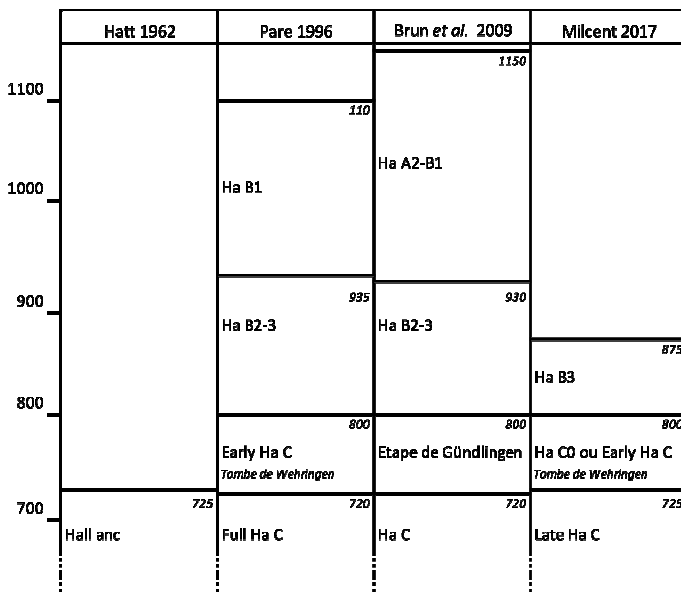 Hatt 1962 Pare 1996 Brun et al. 2009 Milcent 2017
1150
1100
110
Ha A2-B1
1000
Ha B1
935 930
900
Ha B2-3 Ha B2-3
875
Ha B3
800
800 800 800
Early Ha C Etape de Gündlingen Ha C0 ou Early Ha C
Tombe de Wehringen Tombe de Wehringen
725 720 720 725
700
Hall anc Full Ha C Ha C Late Ha C